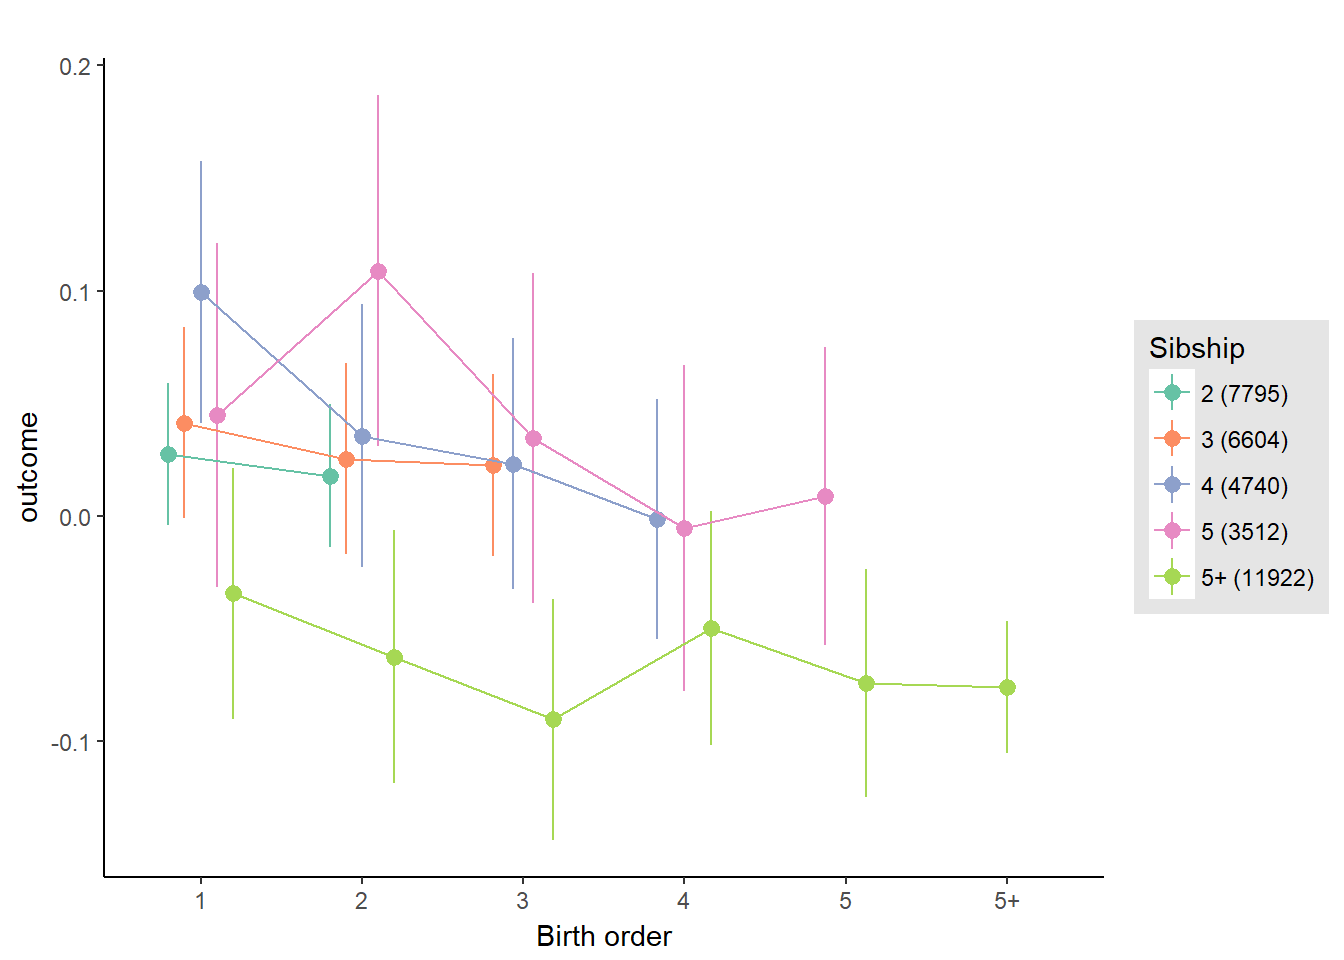 0.2
0.1
0.0
-0.1
outcome
1 2 3 4 5 5+
Birth order
Sibship
2 (7795)
3 (6604)
4 (4740)
5 (3512)
5+ (11922)